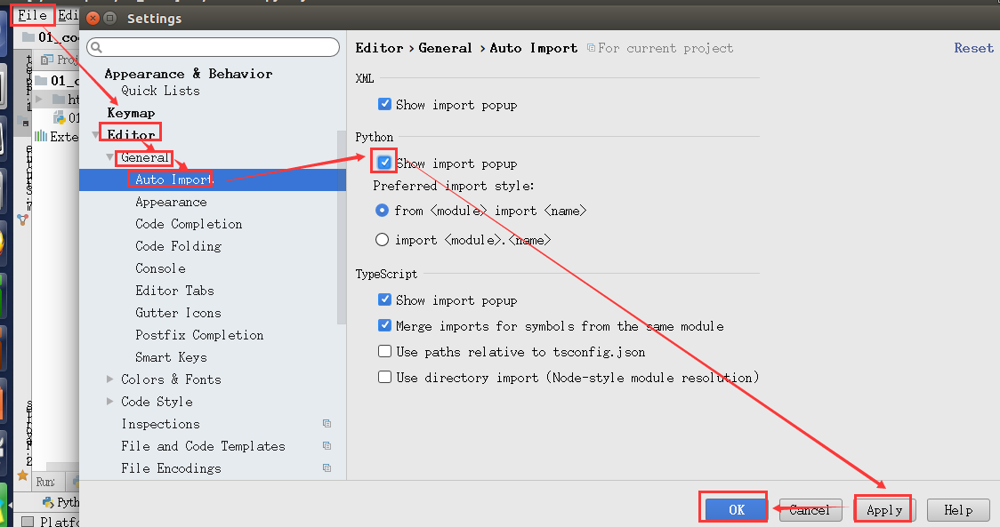 File Edi
Settings
01_co
Proj
01_c
ht
01
Exte
Run:
Pyth
Platfo
Appearance & Behavior
Quick Lists
Keymap
Editor
General
Auto Import
Appearance
Code Completion
Code Folding
Console
Editor Tabs
Gutter Icons
Postfix Completion
Smart Keys
Colors & Fonts
Code Style
Inspections
File and Code Templates
File Encodings
Editor › General › Auto Import For current project Reset
XML
Show import popup
Python
Show import popup
Preferred import style:
from <module> import <name>
import <module>.<name>
TypeScript
Show import popup
Merge imports for symbols from the same module
Use paths relative to tsconfig.json
Use directory import (Node-style module resolution)
OK Cancel Apply Help